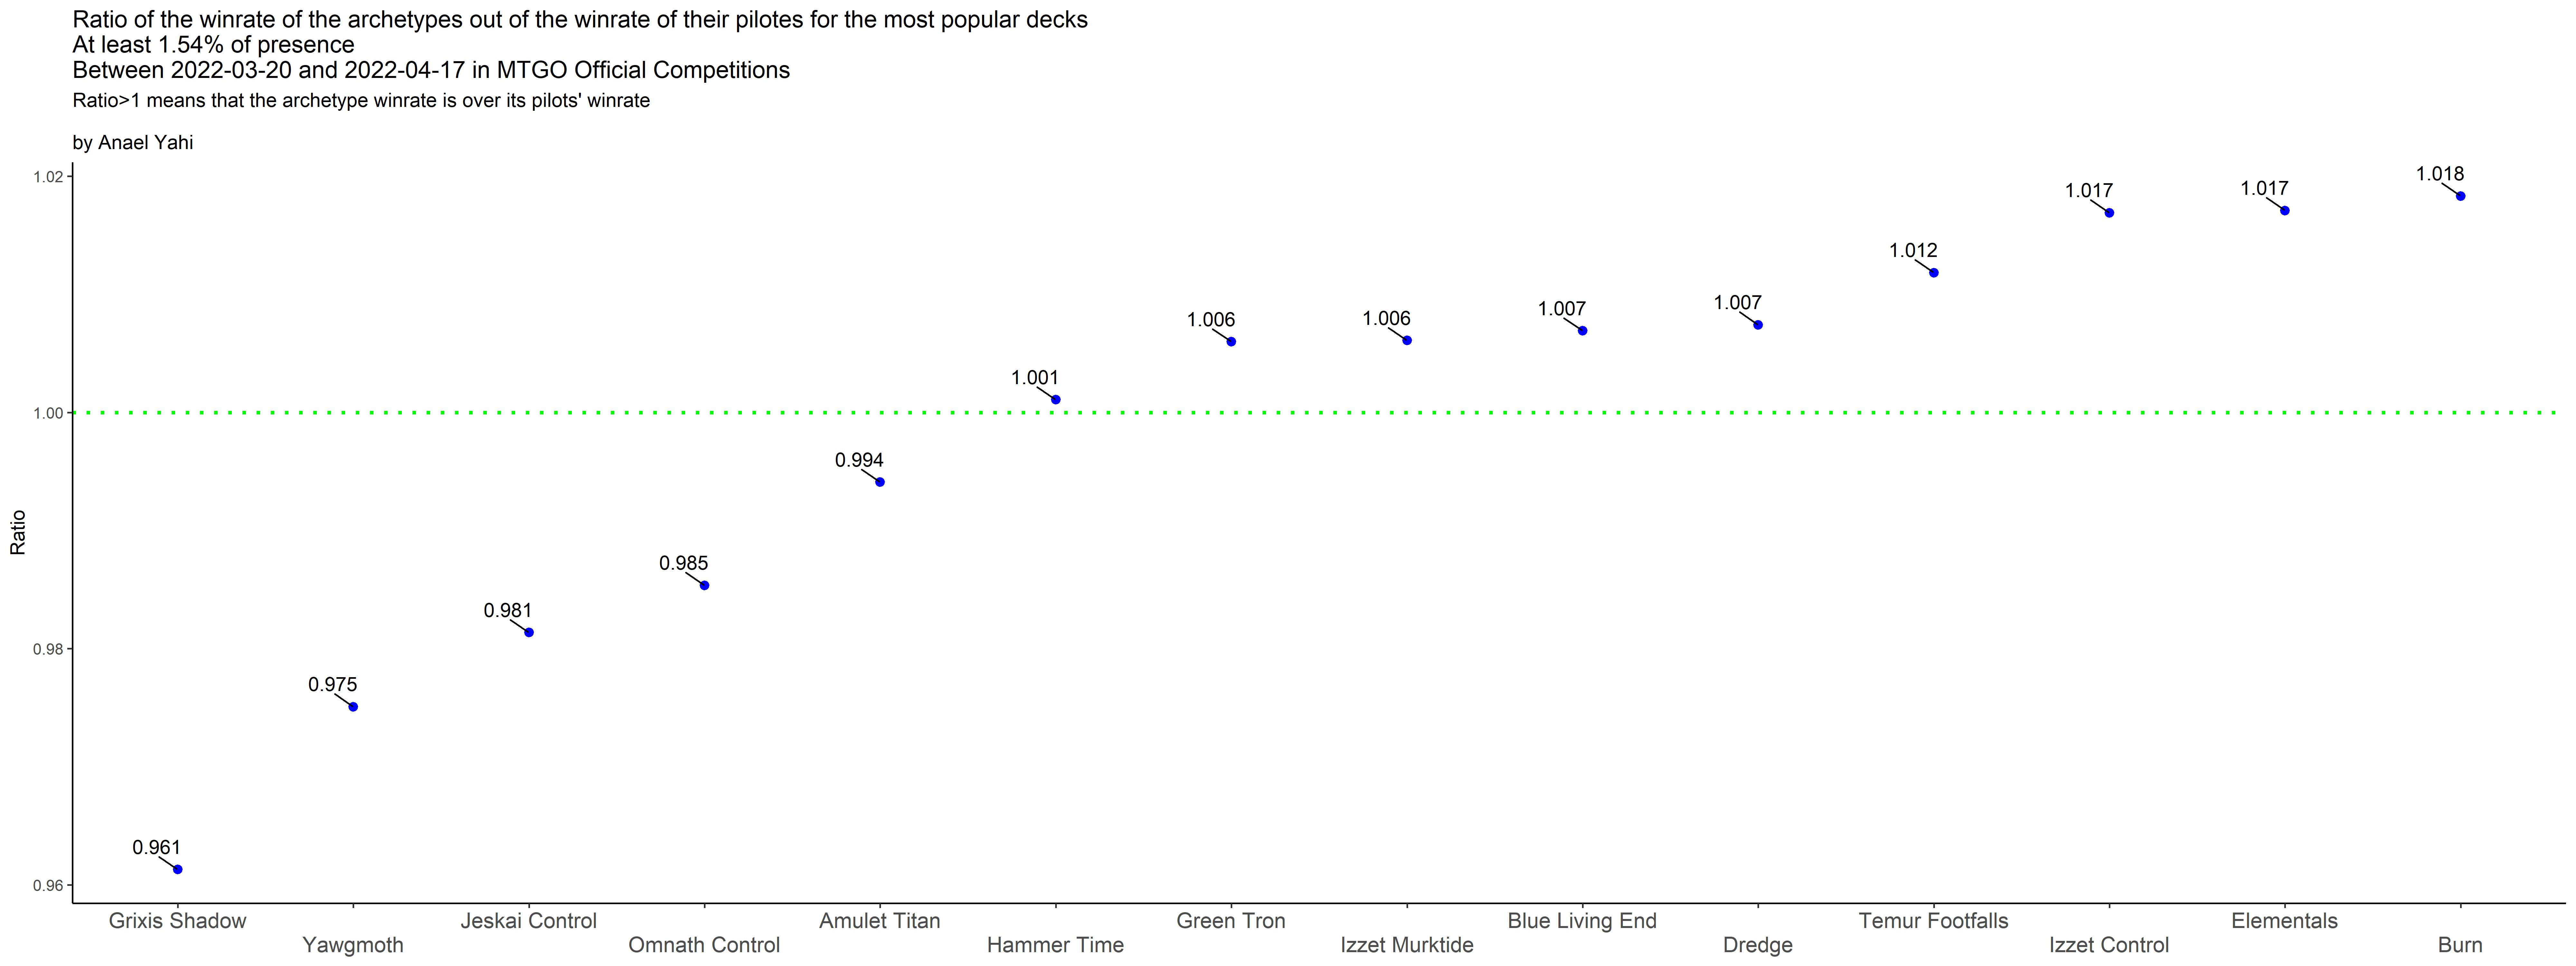 Ratio of the winrate of the archetypes out of the winrate of their pilotes for the most popular decks
At least 1.54% of presence
Between 2022-03-20 and 2022-04-17 in MTGO Official Competitions
Ratio>1 means that the archetype winrate is over its pilots' winrate
by Anael Yahi
1.02
1.00
0.98
0.96
Ratio
0.961
0.975
0.981
0.985
0.994
1.001
1.006
1.006
1.007
1.007
1.012
1.017
1.017
1.018
Grixis Shadow
Yawgmoth
Jeskai Control
Omnath Control
Amulet Titan
Hammer Time
Green Tron
Izzet Murktide
Blue Living End
Dredge
Temur Footfalls
Izzet Control
Elementals
Burn